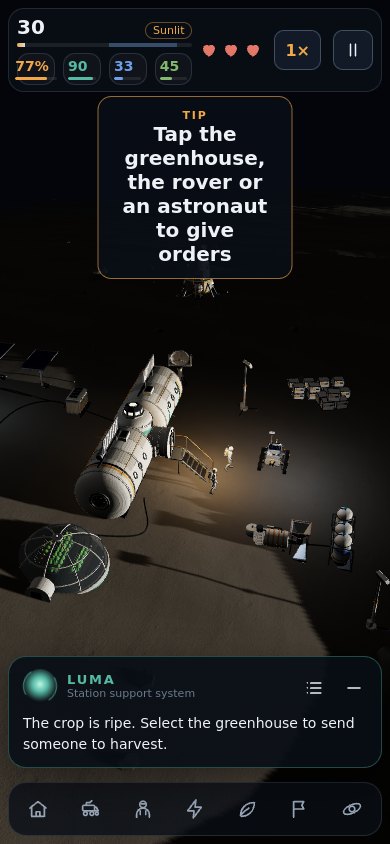 30
Sunlit
77%
90
33
45
1×
TIP
Tap the
greenhouse,
the rover or
an astronaut
to give
orders
LUMA
Station support system
The crop is ripe. Select the greenhouse to send
someone to harvest.